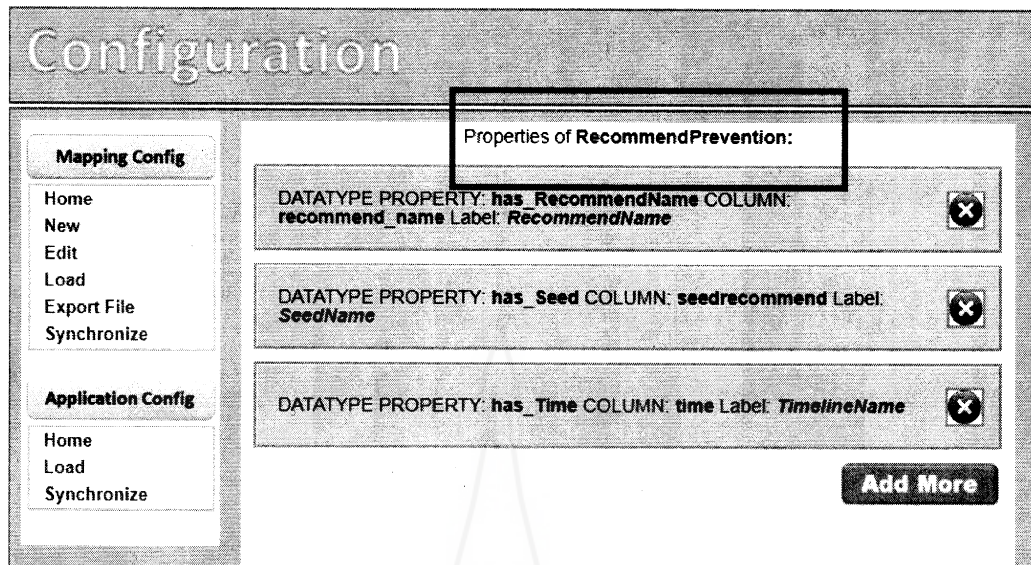 Configuration
Mapping Config
Home
New
Edit
Load
Export File
Synchronize
Application Config
Home
Load
Synchronize
Properties of RecommendPrevention:
DATATYPE PROPERTY: has_RecommendName COLUMN:
recommend_name Label: RecommendName
DATATYPE PROPERTY: has_Seed COLUMN: seedrecommend Label:
SeedName
DATATYPE PROPERTY: has_Time COLUMN: time Label: TimelineName
Add More